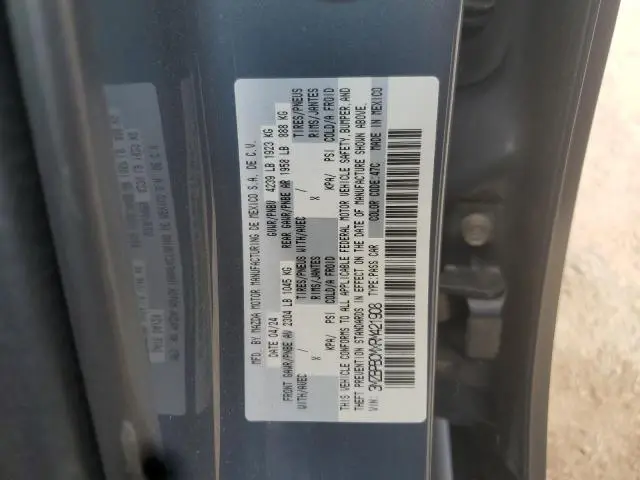 MFD. BY MAZDA MOTOR MANUFACTURING DE MEXICO S.A. DE C.V.
DATE 04/24 GVWR/PNBV 4239 LB 1923 KG
FRONT GAWR/PNBE AV 2304 LB 1045 KG REAR GAWR/PNBE AR 1958 LB 888 KG
WITH/AVEC TIRES/PNEUS WITH/AVEC TIRES/PNEUS
X RIMS/JANTES X / RIMS/JANTES
KPA/ PSI COLD/A FROID KPA/ PSI COLD/A FROID
THIS VEHICLE CONFORMS TO ALL APPLICABLE FEDERAL MOTOR VEHICLE SAFETY, BUMPER, AND
THEFT PREVENTION STANDARDS IN EFFECT ON THE DATE OF MANUFACTURE SHOWN ABOVE.
VIN: TYPE:PASS CAR COLOR CODE:47C MADE IN MEXICO